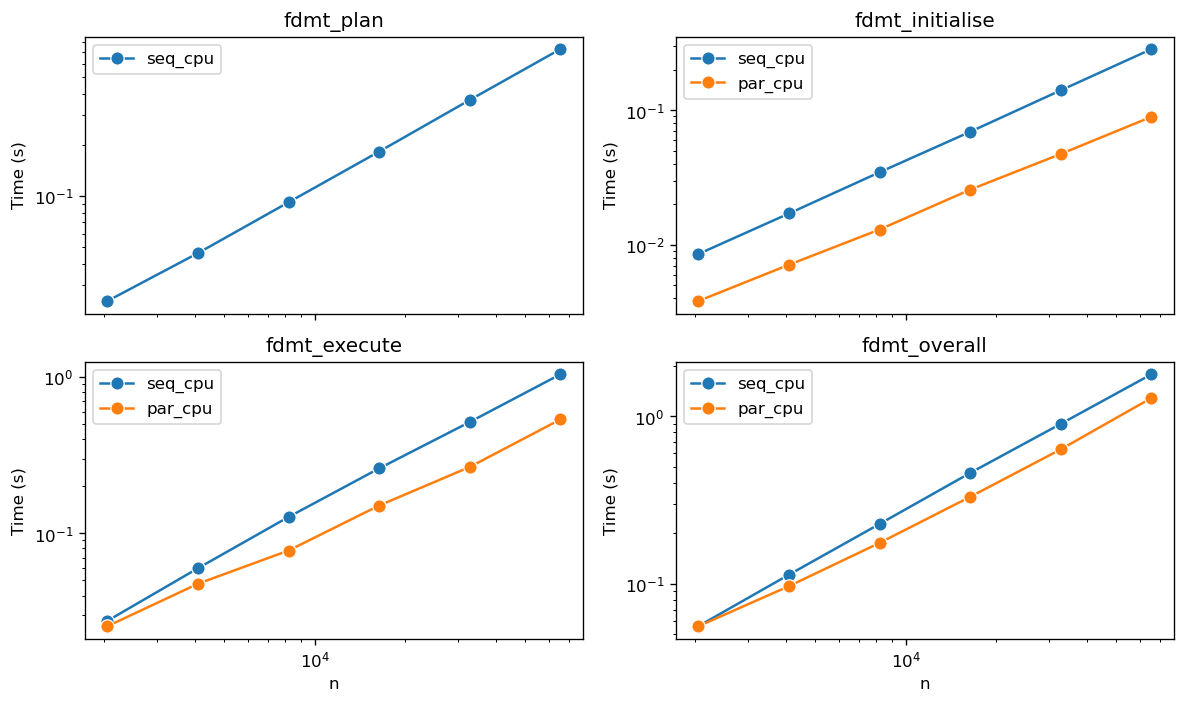 fdmt_plan
seq_cpu
Time (s)
10⁻¹
fdmt_initialise
seq_cpu
par_cpu
Time (s)
10⁻¹
10⁻²
fdmt_execute
seq_cpu
par_cpu
Time (s)
10⁰
10⁻¹
10⁴
n
fdmt_overall
seq_cpu
par_cpu
Time (s)
10⁰
10⁻¹
10⁴
n